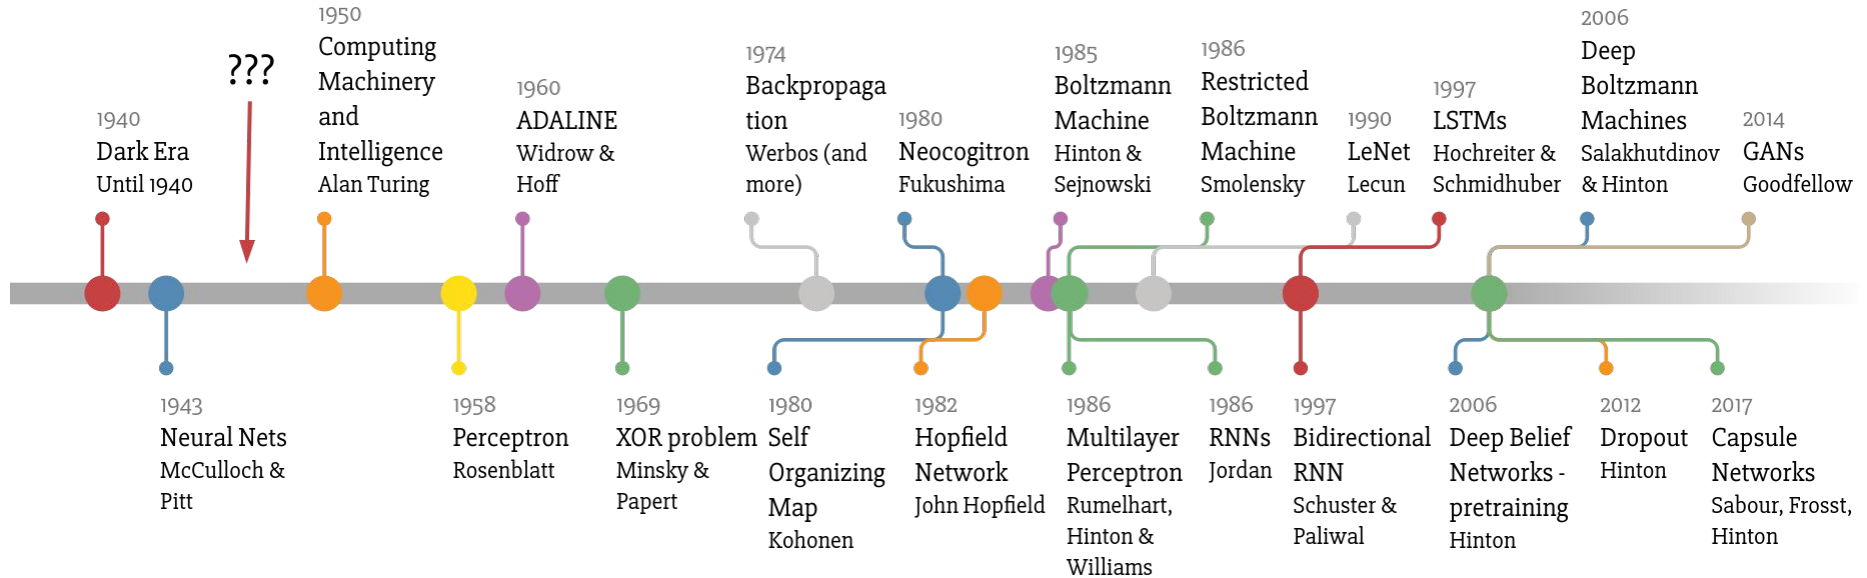 1940
Dark Era
Until 1940
???
1950
Computing
Machinery
and
Intelligence
Alan Turing
1960
ADALINE
Widrow &
Hoff
1974
Backpropaga
tion
Werbos (and
more)
1980
Neocogitron
Fukushima
1985
Boltzmann
Machine
Hinton &
Sejnowski
1986
Restricted
Boltzmann
Machine
Smolensky
1990
LeNet
Lecun
1997
LSTMs
Hochreiter &
Schmidhuber
2006
Deep
Boltzmann
Machines
Salakhutdinov
& Hinton
2014
GANs
Goodfellow
1943
Neural Nets
McCulloch &
Pitt
1958
Perceptron
Rosenblatt
1969
XOR problem
Minsky &
Papert
1980
Self
Organizing
Map
Kohonen
1982
Hopfield
Network
John Hopfield
1986
Multilayer
Perceptron
Rumelhart,
Hinton &
Williams
1986
RNNs
Jordan
1997
Bidirectional
RNN
Schuster &
Paliwal
2006
Deep Belief
Networks -
pretraining
Hinton
2012
Dropout
Hinton
2017
Capsule
Networks
Sabour, Frosst,
Hinton